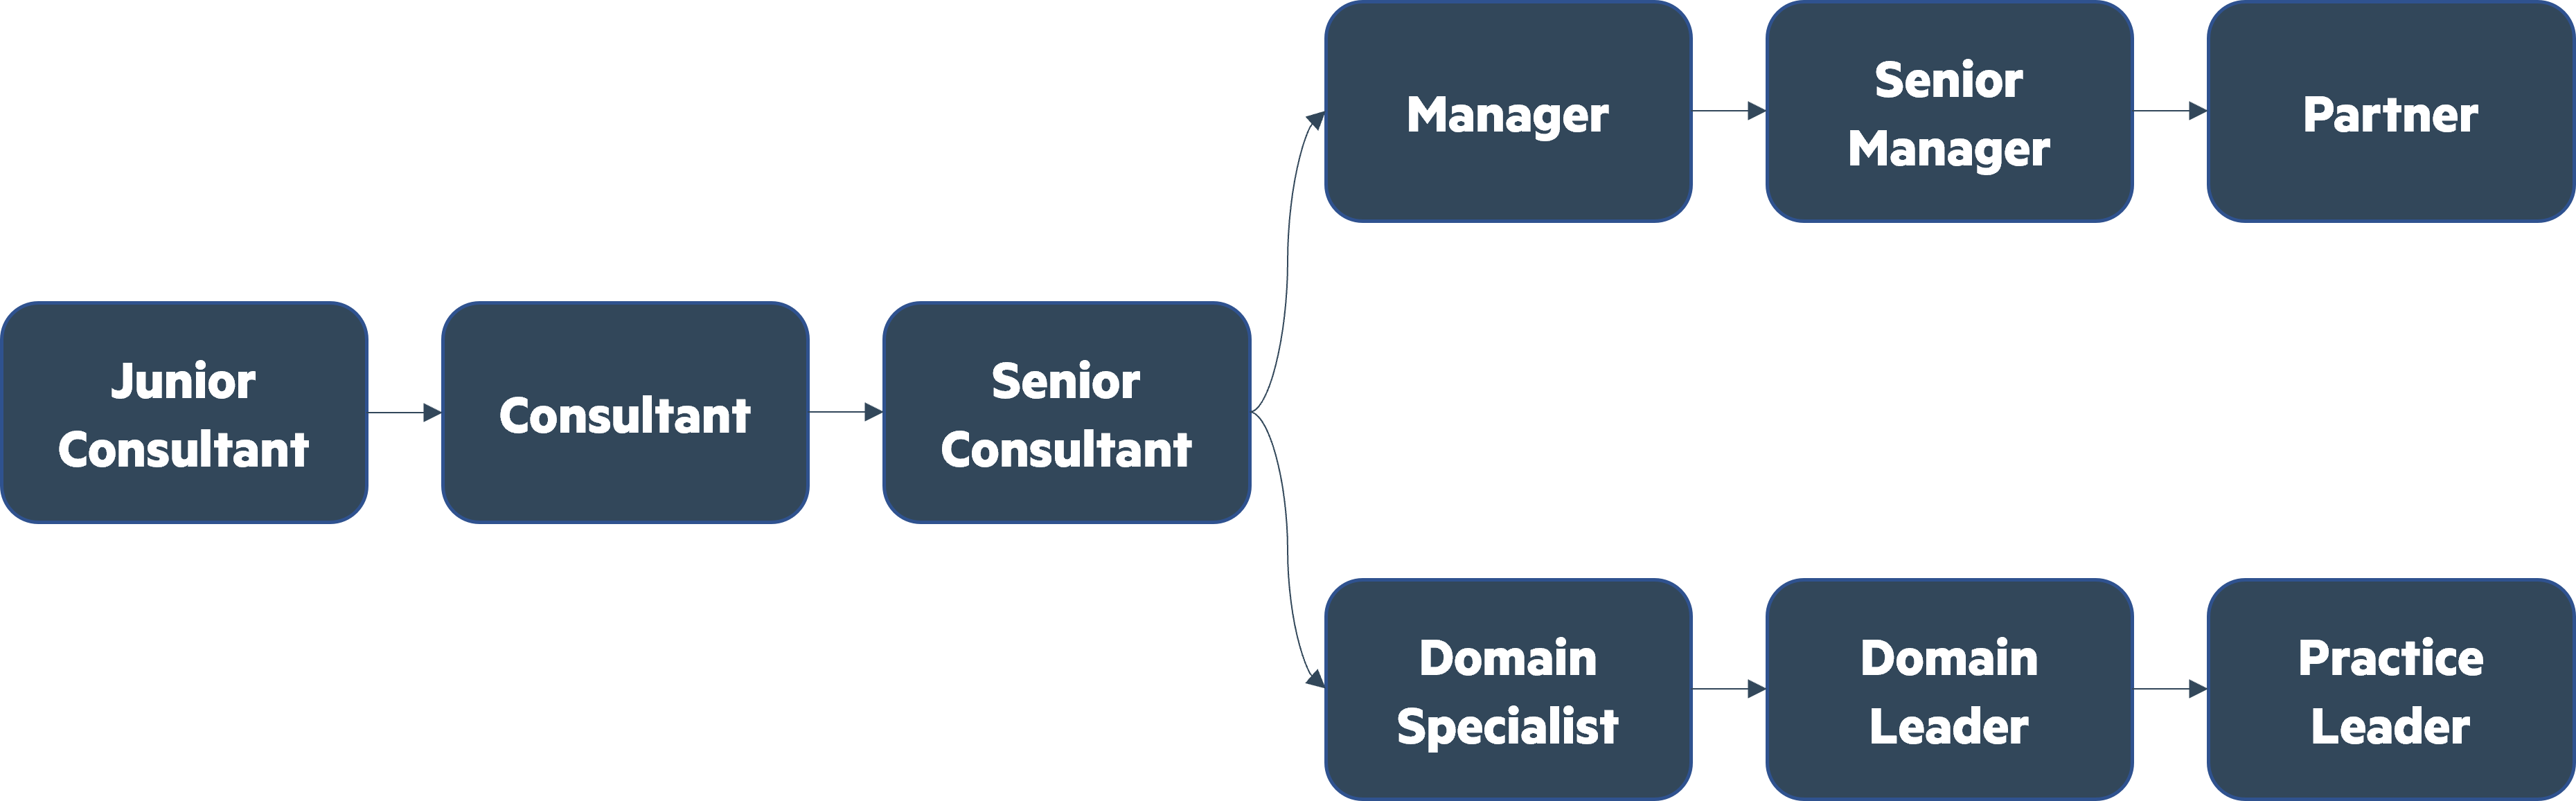 Junior
Consultant
Consultant
Senior
Consultant
Manager
Senior
Manager
Partner
Domain
Specialist
Domain
Leader
Practice
Leader